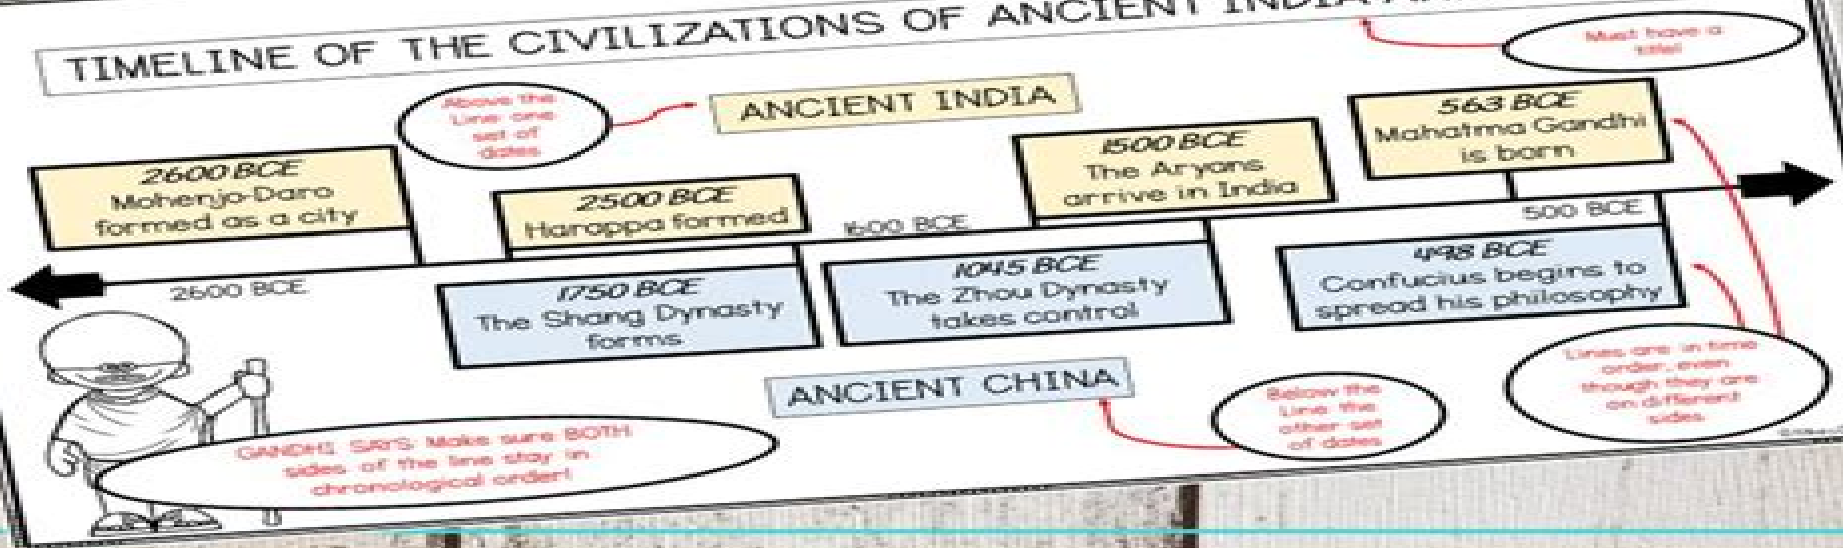 TIMELINE OF THE CIVILIZATIONS OF ANCIENT INDIA
Must have a
title!
Above the
Line one
set of
dates
ANCIENT INDIA
2600 BCE
Mohenjo-Daro
formed as a city
2500 BCE
Harappa formed
1500 BCE
The Aryans
arrive in India
563 BCE
Mahatma Gandhi
is born
2600 BCE
1600 BCE
500 BCE
1750 BCE
The Shang Dynasty
forms
1045 BCE
The Zhou Dynasty
takes control
498 BCE
Confucius begins to
spread his philosophy
ANCIENT CHINA
Below the
Line the
other set
of dates
Lines are in time
order, even
though they are
on different
sides
GANDHI SAYS: Make sure BOTH
sides of the line stay in
chronological order!